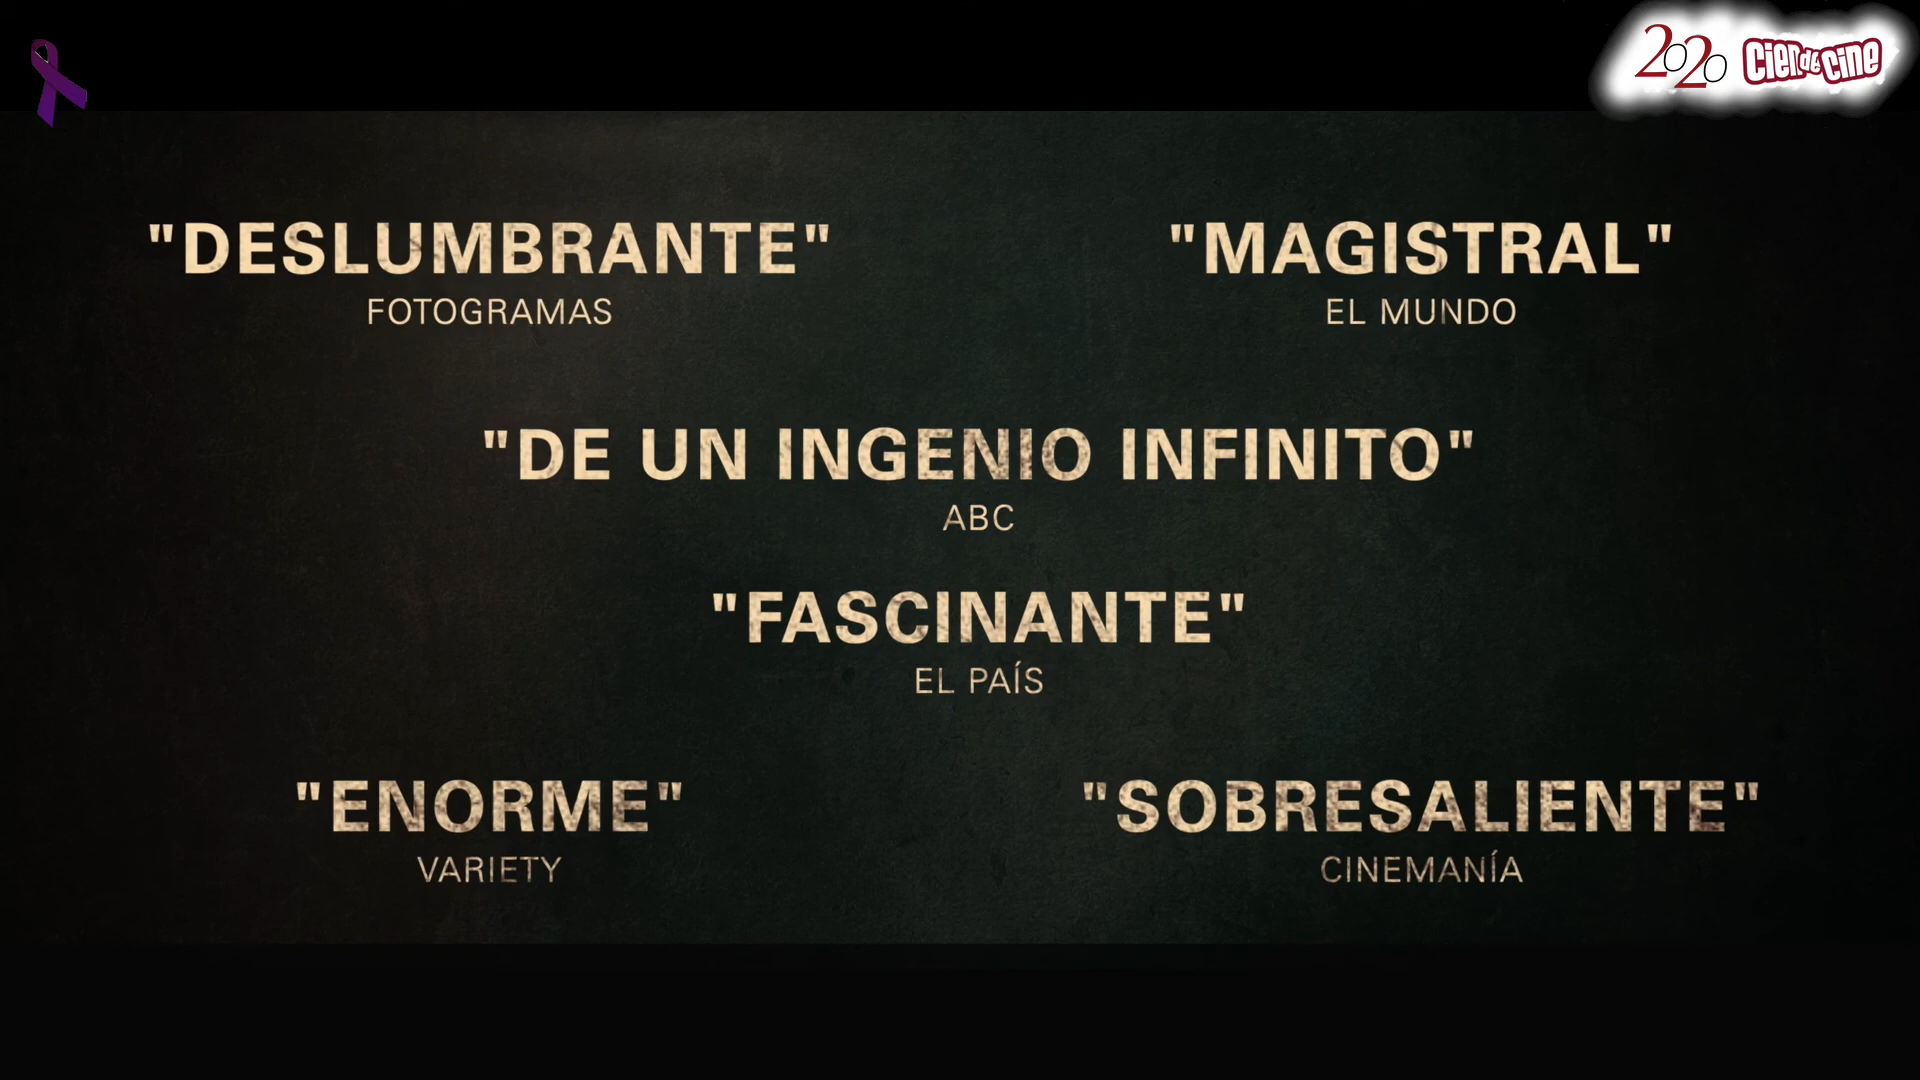 2020 Cien de Cine
"DESLUMBRANTE"
FOTOGRAMAS
"MAGISTRAL"
EL MUNDO
"DE UN INGENIO INFINITO"
ABC
"FASCINANTE"
EL PAÍS
"ENORME"
VARIETY
"SOBRESALIENTE"
CINEMANÍA